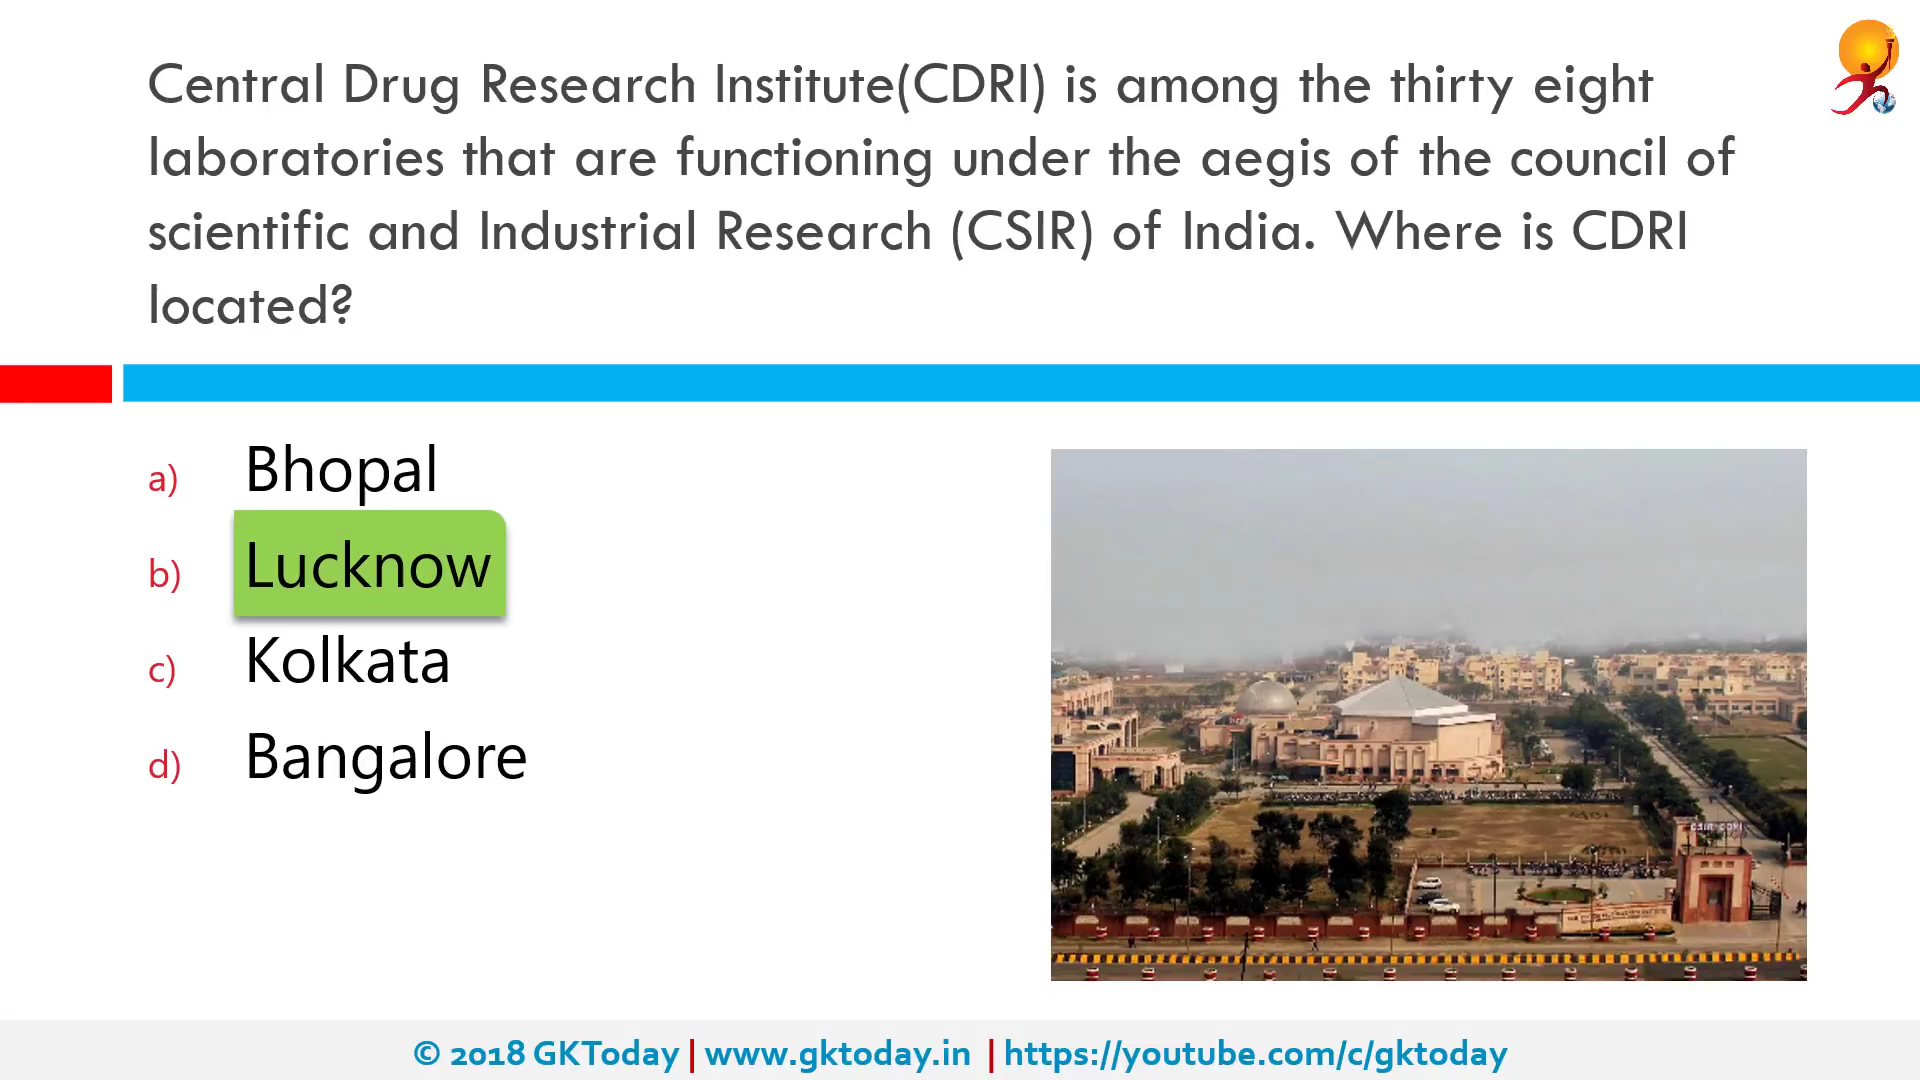 Central Drug Research Institute(CDRI) is among the thirty eight
laboratories that are functioning under the aegis of the council of
scientific and Industrial Research (CSIR) of India. Where is CDRI
located?
a) Bhopal
b) Lucknow
c) Kolkata
d) Bangalore
CSIR CDRI
© 2018 GKToday | www.gktoday.in | https://youtube.com/c/gktoday